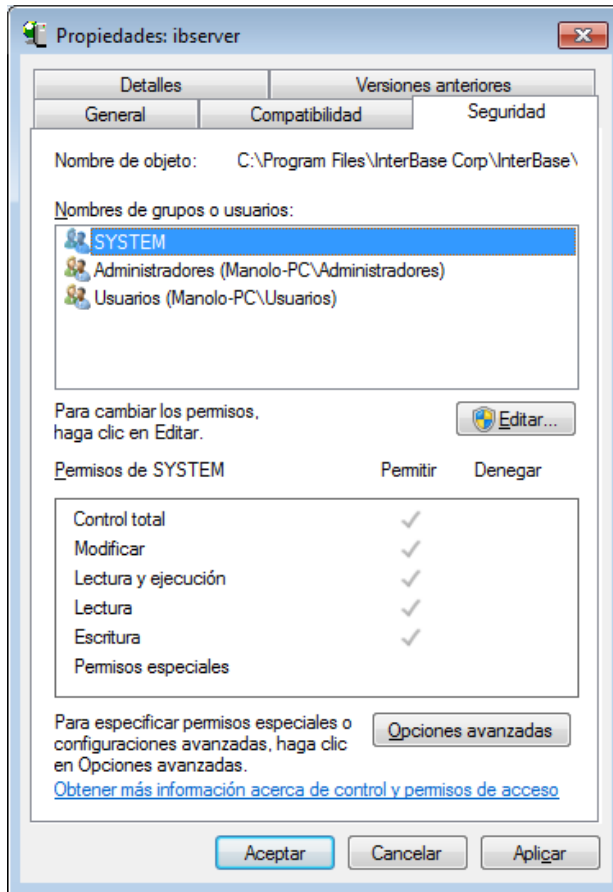 Propiedades: ibserver
Detalles
Versiones anteriores
General
Compatibilidad
Seguridad
Nombre de objeto: C:\Program Files\InterBase Corp\InterBase\
Nombres de grupos o usuarios:
SYSTEM
Administradores (Manolo-PC\Administradores)
Usuarios (Manolo-PC\Usuarios)
Para cambiar los permisos,
haga clic en Editar.
Editar...
Permisos de SYSTEM Permitir Denegar
Control total
Modificar
Lectura y ejecución
Lectura
Escritura
Permisos especiales
Para especificar permisos especiales o
configuraciones avanzadas, haga clic
en Opciones avanzadas.
Opciones avanzadas
Obtener más información acerca de control y permisos de acceso
Aceptar
Cancelar
Aplicar